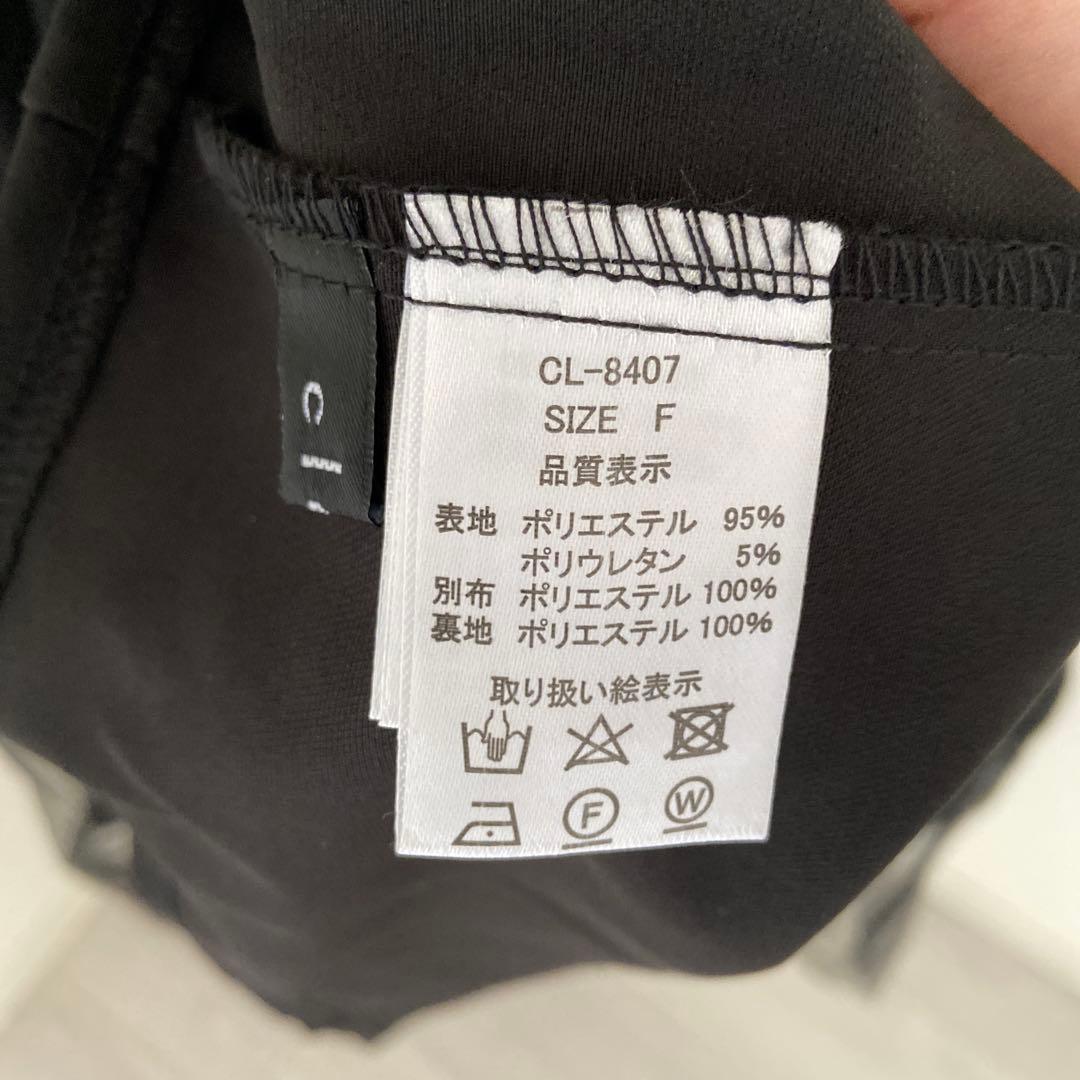 CL-8407
SIZE F
品質表示
表地 ポリエステル 95%
ポリウレタン 5%
別布 ポリエステル 100%
裏地 ポリエステル 100%
取り扱い絵表示
F
W